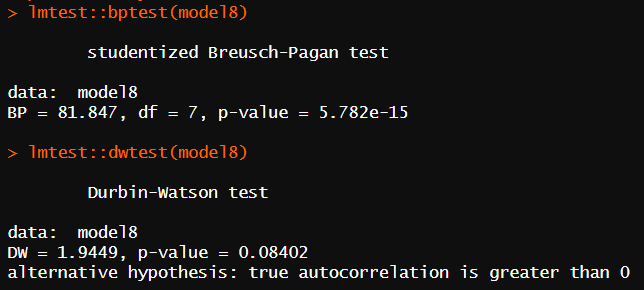 > lmtest::bptest(model8)
studentized Breusch-Pagan test
data:  model8
BP = 81.847, df = 7, p-value = 5.782e-15
> lmtest::dwtest(model8)
Durbin-Watson test
data:  model8
DW = 1.9449, p-value = 0.08402
alternative hypothesis: true autocorrelation is greater than 0